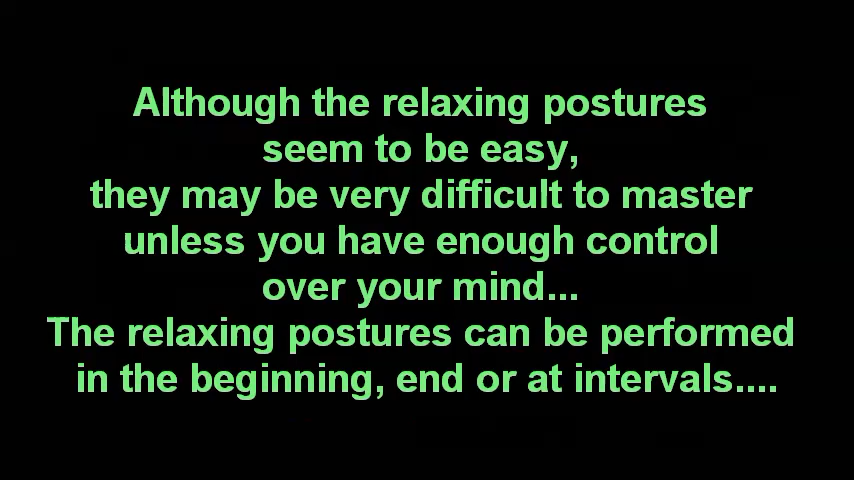 Although the relaxing postures
seem to be easy,
they may be very difficult to master
unless you have enough control
over your mind...
The relaxing postures can be performed
in the beginning, end or at intervals....